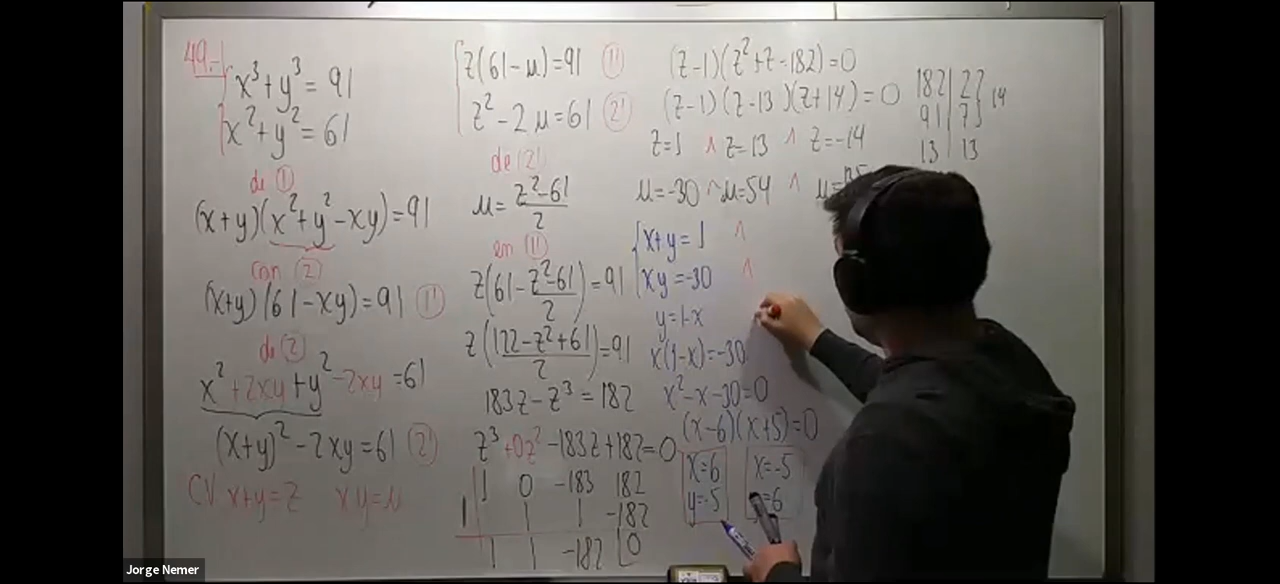 49.-
x³ + y³ = 91
x² + y² = 61
de ①
(x+y)(x²+y²-xy) = 91
con ②
(x+y)(61-xy) = 91 ①'
de ②
x²+2xy+y²-2xy = 61
(x+y)² - 2xy = 61 ②'
CV x+y=z xy=u
z(61-u) = 91 ①'
z²-2u = 61 ②'
de ②'
u = z²-61 / 2
en ①'
z(61 - z²-61 / 2) = 91
z(122-z²+61 / 2) = 91
183z - z³ = 182
z³ +0z² -183z+182=0
1 0 -183 182
1 1 1 -182
1 1 -182 0
(z-1)(z²+z-182)=0
(z-1)(z-13)(z+14)=0
z=1 ∧ z=13 ∧ z=-14
u=-30 ∧ u=54 ∧ u=
x+y=1 ∧
xy=-30 ∧
y=1-x
x(1-x)=-30
x²-x-30=0
(x-6)(x+5)=0
x=6
y=-5
x=-5
=6
182 | 2
91 | 7
13 | 13
14
Jorge Nemer